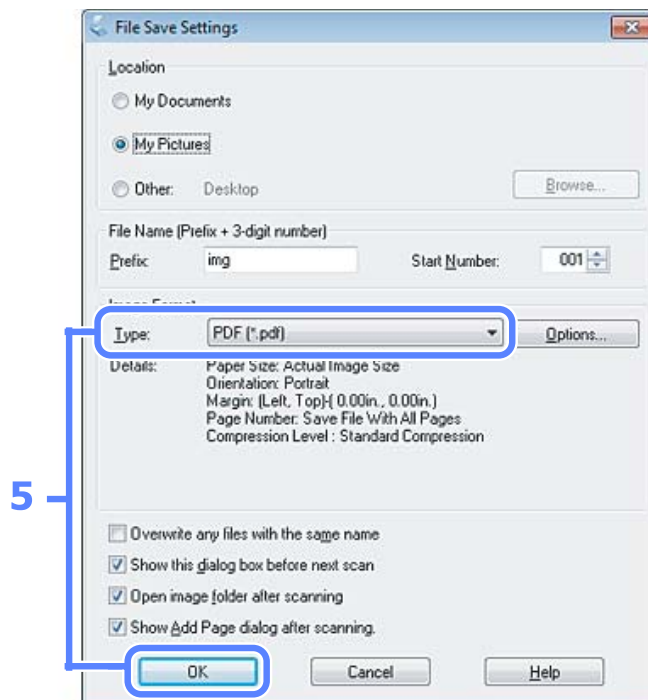 File Save Settings
Location
My Documents
My Pictures
Other: Desktop Browse...
File Name (Prefix + 3-digit number)
Prefix: img Start Number: 001
Image Format
Type: PDF (*.pdf) Options...
Details: Paper Size: Actual Image Size
Orientation: Portrait
Margin: (Left, Top)-( 0.00in., 0.00in.)
Page Number: Save File With All Pages
Compression Level : Standard Compression
5
Overwrite any files with the same name
Show this dialog box before next scan
Open image folder after scanning
Show Add Page dialog after scanning.
OK Cancel Help